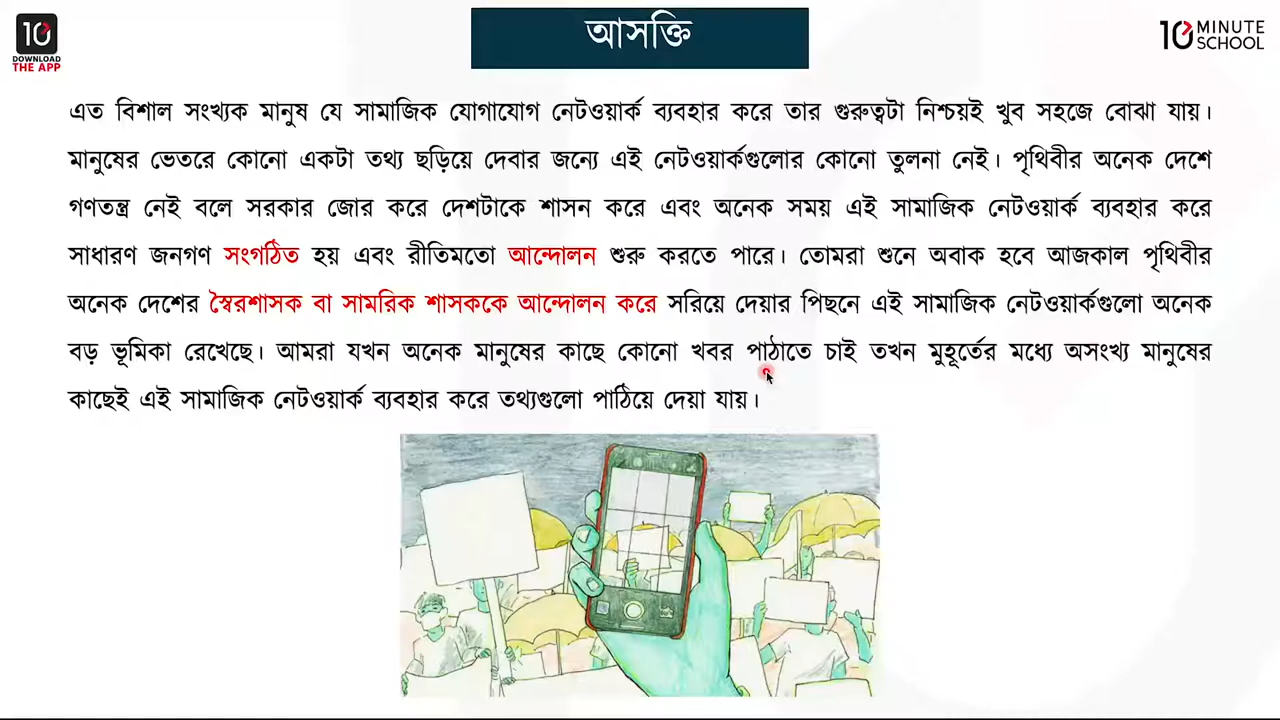 10
DOWNLOAD
THE APP
আসক্তি
10 MINUTE
SCHOOL
এত বিশাল সংখ্যক মানুষ যে সামাজিক যোগাযোগ নেটওয়ার্ক ব্যবহার করে তার গুরুত্বটা নিশ্চয়ই খুব সহজে বোঝা যায়।
মানুষের ভেতরে কোনো একটা তথ্য ছড়িয়ে দেবার জন্যে এই নেটওয়ার্কগুলোর কোনো তুলনা নেই। পৃথিবীর অনেক দেশে
গণতন্ত্র নেই বলে সরকার জোর করে দেশটাকে শাসন করে এবং অনেক সময় এই সামাজিক নেটওয়ার্ক ব্যবহার করে
সাধারণ জনগণ সংগঠিত হয় এবং রীতিমতো আন্দোলন শুরু করতে পারে। তোমরা শুনে অবাক হবে আজকাল পৃথিবীর
অনেক দেশের স্বৈরশাসক বা সামরিক শাসককে আন্দোলন করে সরিয়ে দেয়ার পিছনে এই সামাজিক নেটওয়ার্কগুলো অনেক
বড় ভূমিকা রেখেছে। আমরা যখন অনেক মানুষের কাছে কোনো খবর পাঠাতে চাই তখন মুহূর্তের মধ্যে অসংখ্য মানুষের
কাছেই এই সামাজিক নেটওয়ার্ক ব্যবহার করে তথ্যগুলো পাঠিয়ে দেয়া যায়।